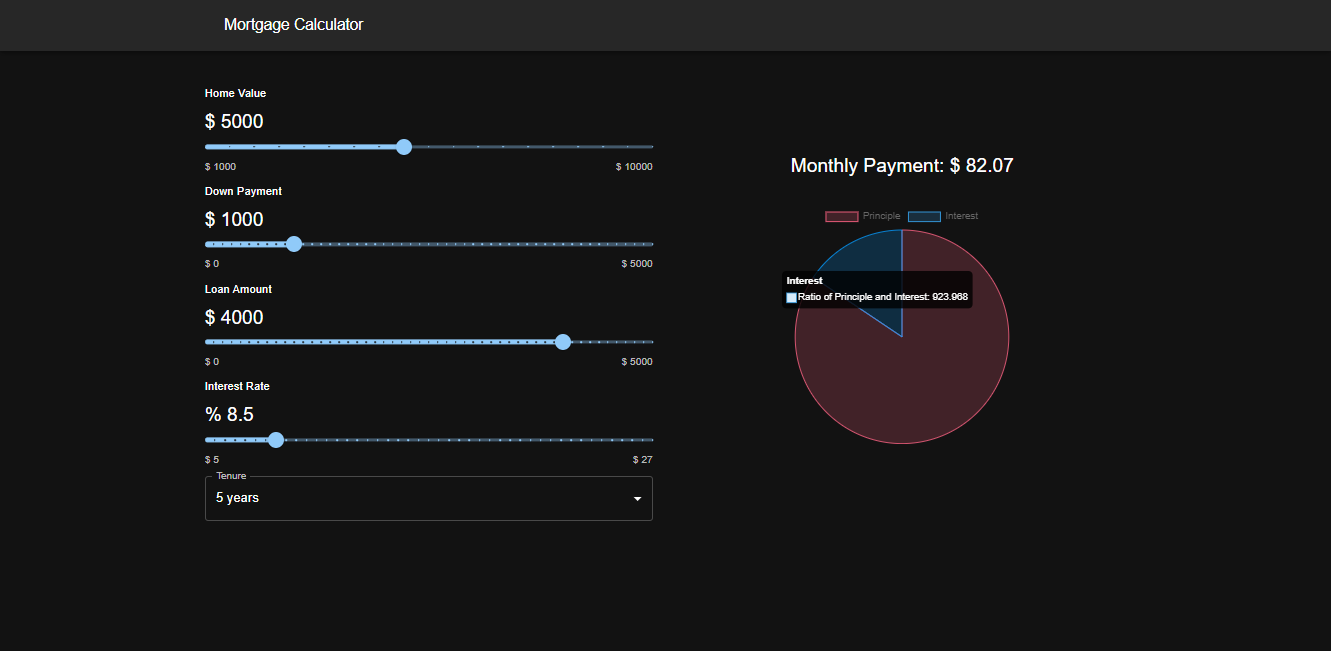 Mortgage Calculator
Home Value
$ 5000
$ 1000 $ 10000
Down Payment
$ 1000
$ 0 $ 5000
Loan Amount
$ 4000
$ 0 $ 5000
Interest Rate
% 8.5
$ 5 $ 27
Tenure
5 years
Monthly Payment: $ 82.07
Principle Interest
Interest
Ratio of Principle and Interest: 923.968